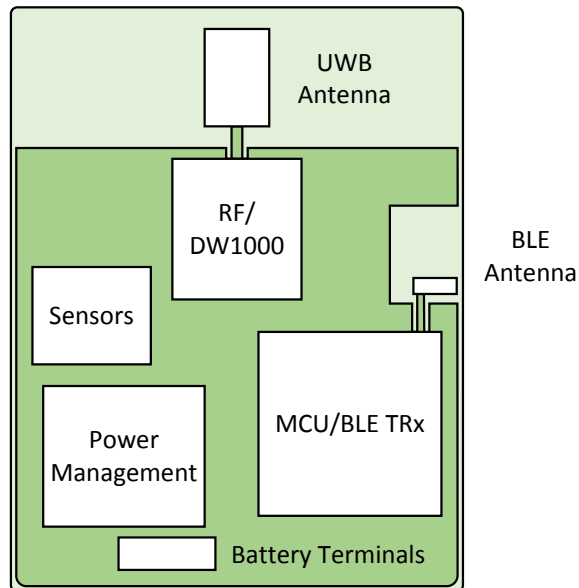 UWB
Antenna
RF/
DW1000
BLE
Antenna
Sensors
MCU/BLE TRx
Power
Management
Battery Terminals